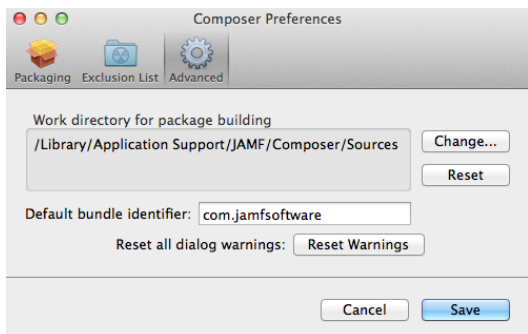 Composer Preferences
Packaging Exclusion List Advanced
Work directory for package building
/Library/Application Support/JAMF/Composer/Sources
Change...
Reset
Default bundle identifier: com.jamfsoftware
Reset all dialog warnings: Reset Warnings
Cancel Save